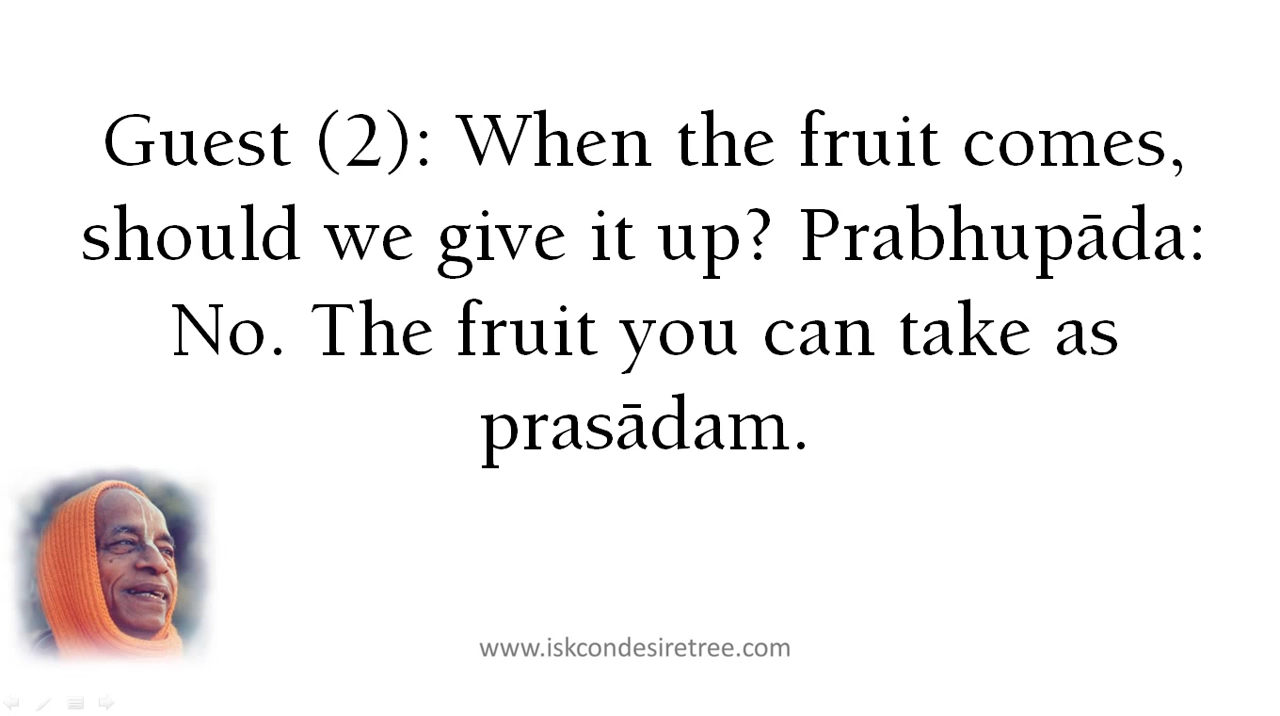 Guest (2): When the fruit comes,
should we give it up? Prabhupāda:
No. The fruit you can take as
prasādam.
www.iskcondesiretree.com